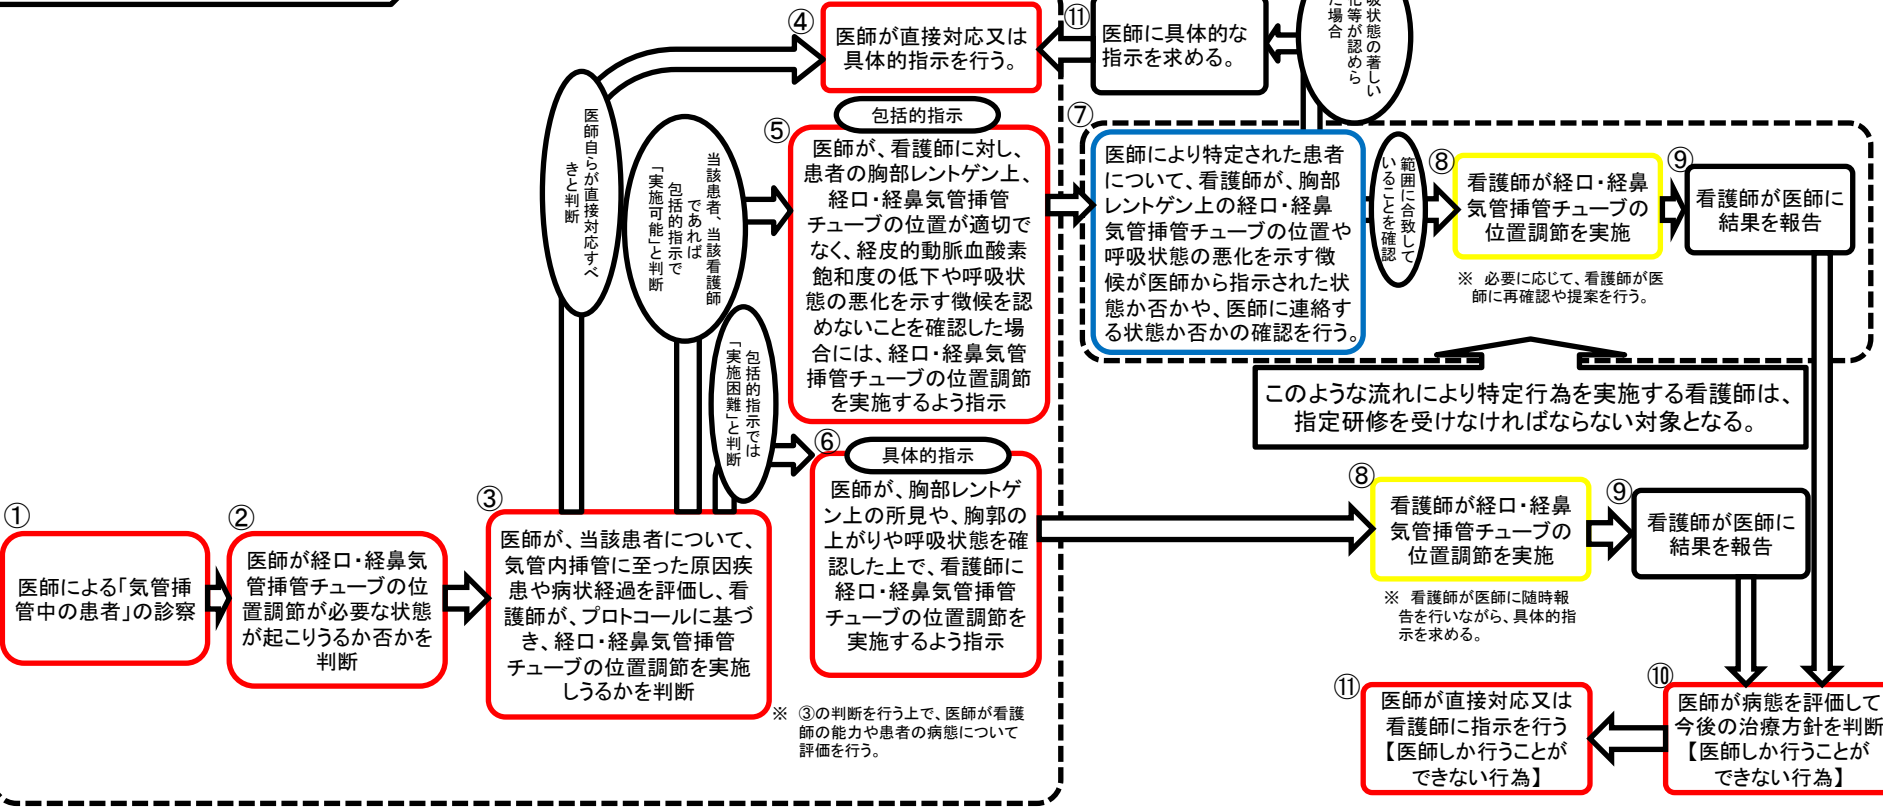 ④
医師が直接対応又は
具体的指示を行う。
⑪
医師に具体的な
指示を求める。
吸状態の著しい
化等が認めら
た場合
医師自らが直接対応すべ
きと判断
当該患者、当該看護師
であれば
包括的指示で
「実施可能」と判断
包括的指示では
「実施困難」と判断
⑤
包括的指示
医師が、看護師に対し、
患者の胸部レントゲン上、
経口・経鼻気管挿管
チューブの位置が適切で
なく、経皮的動脈血酸素
飽和度の低下や呼吸状
態の悪化を示す徴候を認
めないことを確認した場
合には、経口・経鼻気管
挿管チューブの位置調節
を実施するよう指示
⑦
医師により特定された患者
について、看護師が、胸部
レントゲン上の経口・経鼻
気管挿管チューブの位置や
呼吸状態の悪化を示す徴
候が医師から指示された状
態か否かや、医師に連絡す
る状態か否かの確認を行う。
範囲に合致して
いることを確認
⑧
看護師が経口・経鼻
気管挿管チューブの
位置調節を実施
※ 必要に応じて、看護師が医
師に再確認や提案を行う。
⑨
看護師が医師に
結果を報告
このような流れにより特定行為を実施する看護師は、
指定研修を受けなければならない対象となる。
①
医師による「気管挿
管中の患者」の診察
②
医師が経口・経鼻気
管挿管チューブの位
置調節が必要な状態
が起こりうるか否かを
判断
③
医師が、当該患者について、
気管内挿管に至った原因疾
患や病状経過を評価し、看
護師が、プロトコールに基づ
き、経口・経鼻気管挿管
チューブの位置調節を実施
しうるかを判断
※ ③の判断を行う上で、医師が看護
師の能力や患者の病態について
評価を行う。
⑥
具体的指示
医師が、胸部レントゲ
ン上の所見や、胸郭の
上がりや呼吸状態を確
認した上で、看護師に
経口・経鼻気管挿管
チューブの位置調節を
実施するよう指示
⑧
看護師が経口・経鼻
気管挿管チューブの
位置調節を実施
※ 看護師が医師に随時報
告を行いながら、具体的指
示を求める。
⑨
看護師が医師に
結果を報告
⑩
医師が病態を評価して
今後の治療方針を判断
【医師しか行うことが
できない行為】
⑪
医師が直接対応又は
看護師に指示を行う
【医師しか行うことが
できない行為】